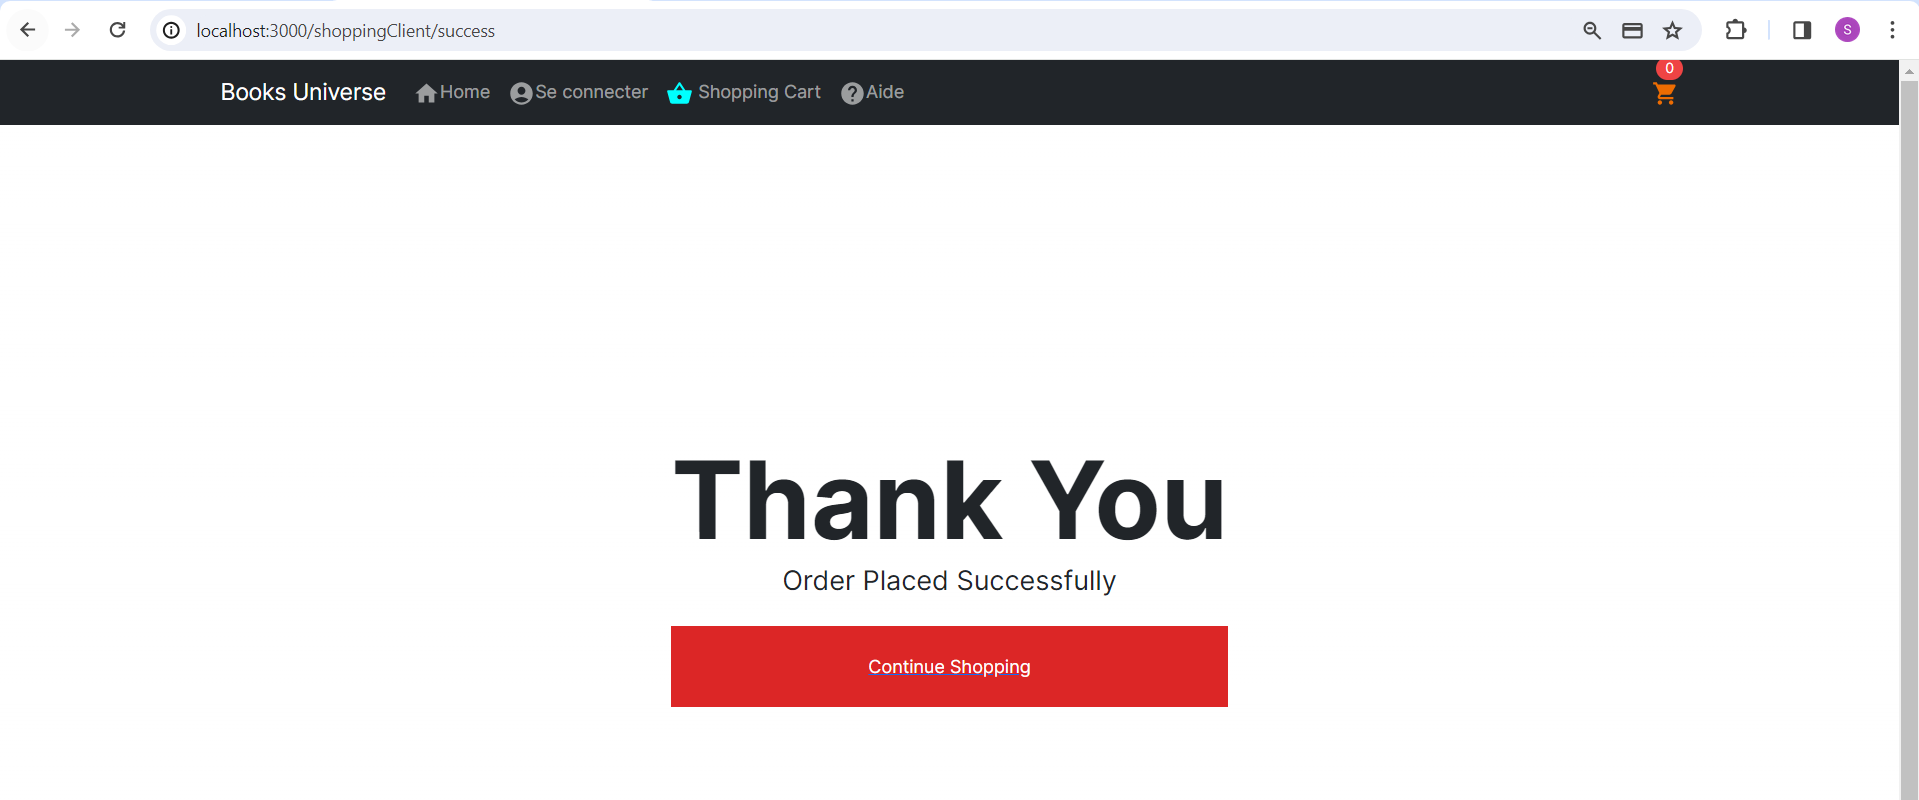 localhost:3000/shoppingClient/success
S
Books Universe Home Se connecter Shopping Cart Aide 0
Thank You
Order Placed Successfully
Continue Shopping